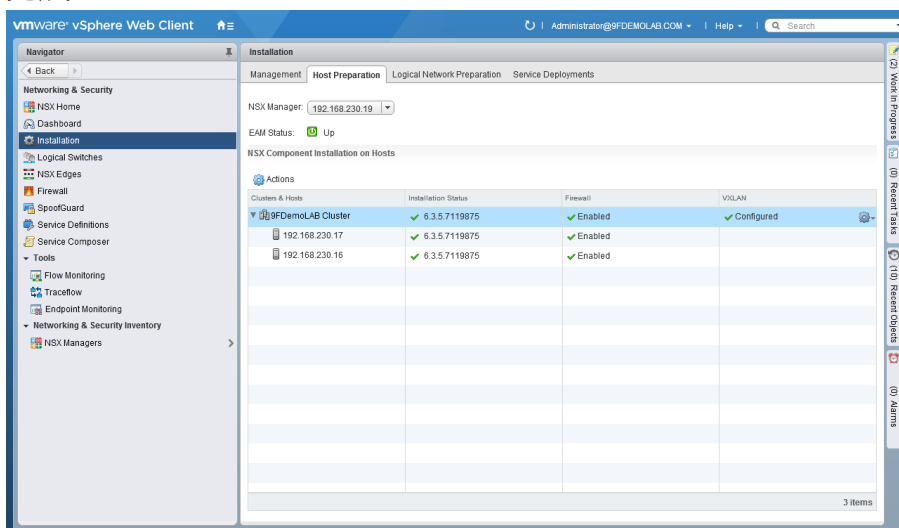 vmware® vSphere Web Client
Administrator@9FDEMOLAB.COM
Help
Search
Navigator
Back
Networking & Security
NSX Home
Dashboard
Installation
Logical Switches
NSX Edges
Firewall
SpoofGuard
Service Definitions
Service Composer
Tools
Flow Monitoring
Traceflow
Endpoint Monitoring
Networking & Security Inventory
NSX Managers
Installation
Management Host Preparation Logical Network Preparation Service Deployments
NSX Manager: 192.168.230.19
EAM Status: Up
NSX Component Installation on Hosts
Actions
Clusters & Hosts Installation Status Firewall VXLAN
9FDemoLAB Cluster 6.3.5.7119875 Enabled Configured
192.168.230.17 6.3.5.7119875 Enabled
192.168.230.16 6.3.5.7119875 Enabled
3 items
(2) Work In Progress
(0) Recent Tasks
(10) Recent Objects
(0) Alarms